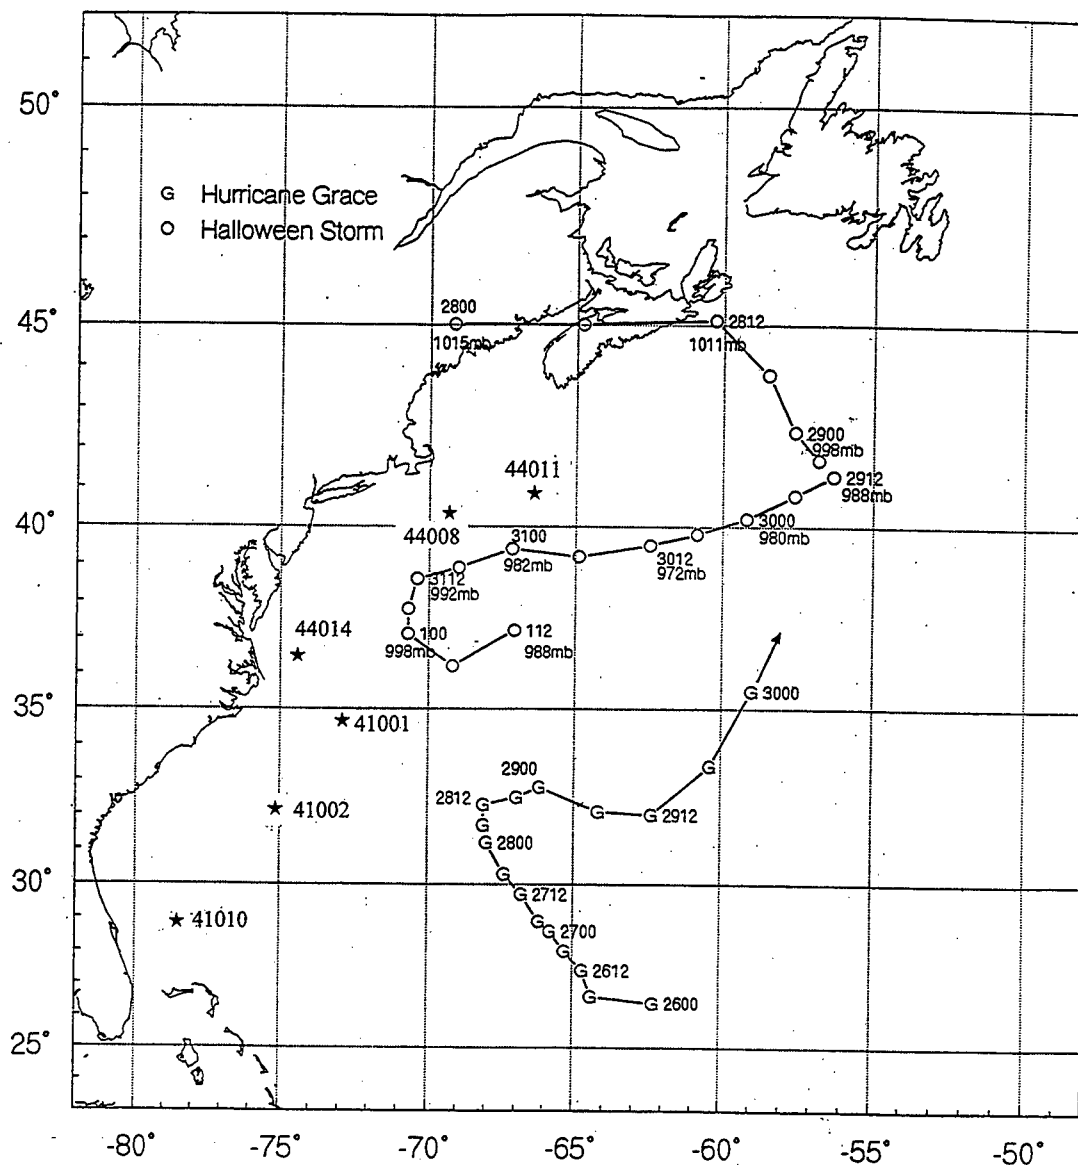 50°
G Hurricane Grace
O Halloween Storm
2800
45°
1015mb
2812
1011mb
2900
998mb
44011
2912
988mb
40°
44008
3100
982mb
3000
980mb
3012
972mb
3112
992mb
44014
100
998mb
112
988mb
G 3000
35°
41001
2900
G
2812
G G G
41002
G G 2912
G
G 2800
30°
G
G 2712
41010
G
G 2700
G
G 2612
G
G 2600
25°
-80° -75° -70° -65° -60° -55° -50°